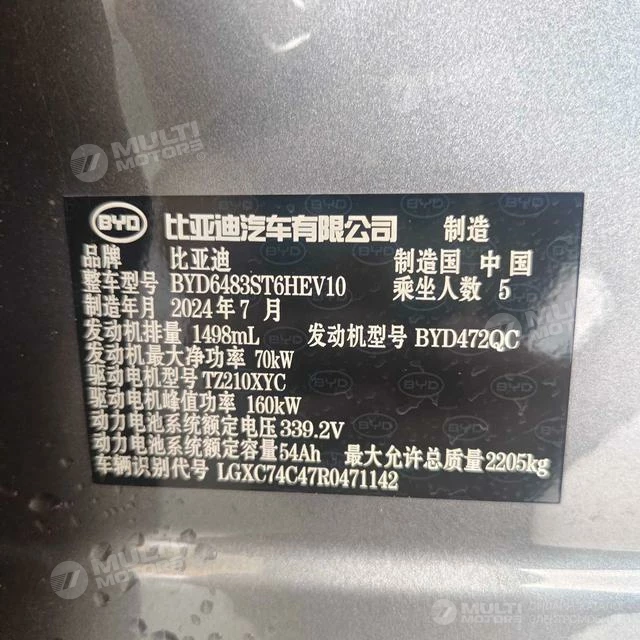 MULTI
MOTORS
BYD 比亚迪汽车有限公司 制造
品牌 比亚迪 制造国 中国
整车型号 BYD6483ST6HEV10 乘坐人数 5
制造年月 2024年7月
发动机排量 1498mL 发动机型号 BYD472QC
发动机最大净功率 70kW
驱动电机型号 TZ210XYC
驱动电机峰值功率 160kW
动力电池系统额定电压 339.2V
动力电池系统额定容量 54Ah 最大允许总质量 2205kg
车辆识别代号 LGXC74C47R0471142
MULTI
MOTORS
MULTI
MOTORS